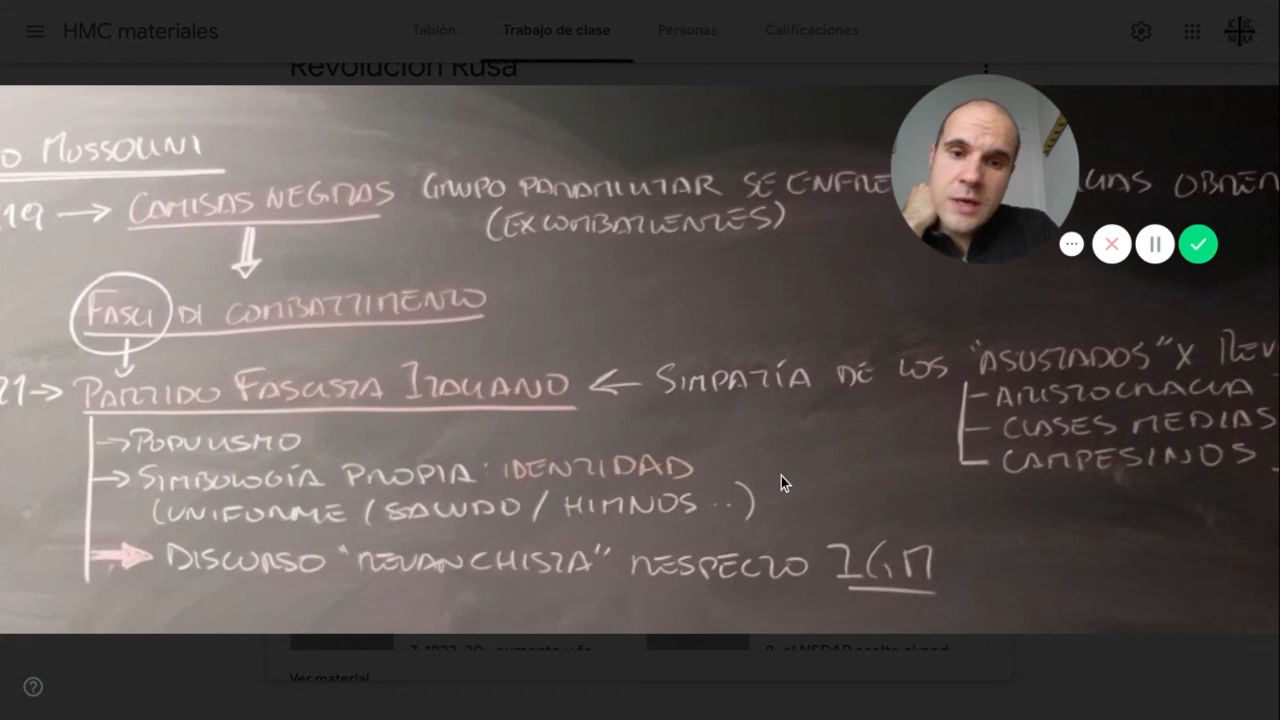 HMC materiales
Tablón
Trabajo de clase
Personas
Calificaciones
Revolución Rusa
O MUSSOLINI
19 → CAMISAS NEGRAS: GRUPO PARAMILITAR SE ENFRE
OBRER
(EXCOMBATIENTES)
FASCI DI COMBATTIMENTO
21 → PARTIDO FASCISTA ITALIANO ← SIMPATÍA DE LOS "ASUSTADOS" X REV
- ARISTOCRACIA
- CLASES MEDIAS
- CAMPESINOS
→ POPULISMO
→ SIMBOLOGÍA PROPIA: IDENTIDAD
(UNIFORME / SALUDO / HIMNOS...)
→ DISCURSO "REVANCHISTA" RESPECTO IGM
Ver material